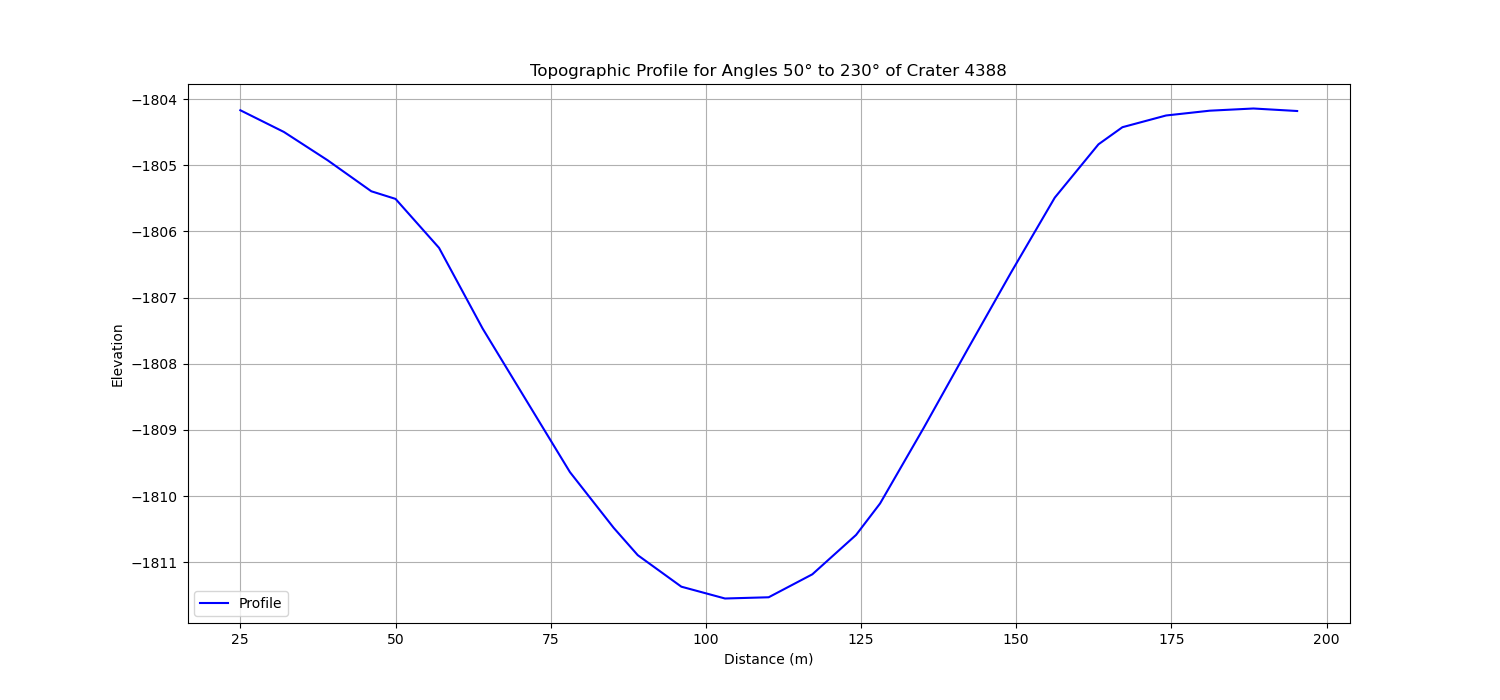 Topographic Profile for Angles 50° to 230° of Crater 4388
−1804
−1805
−1806
−1807
−1808
−1809
−1810
−1811
Elevation
Profile
25 50 75 100 125 150 175 200
Distance (m)